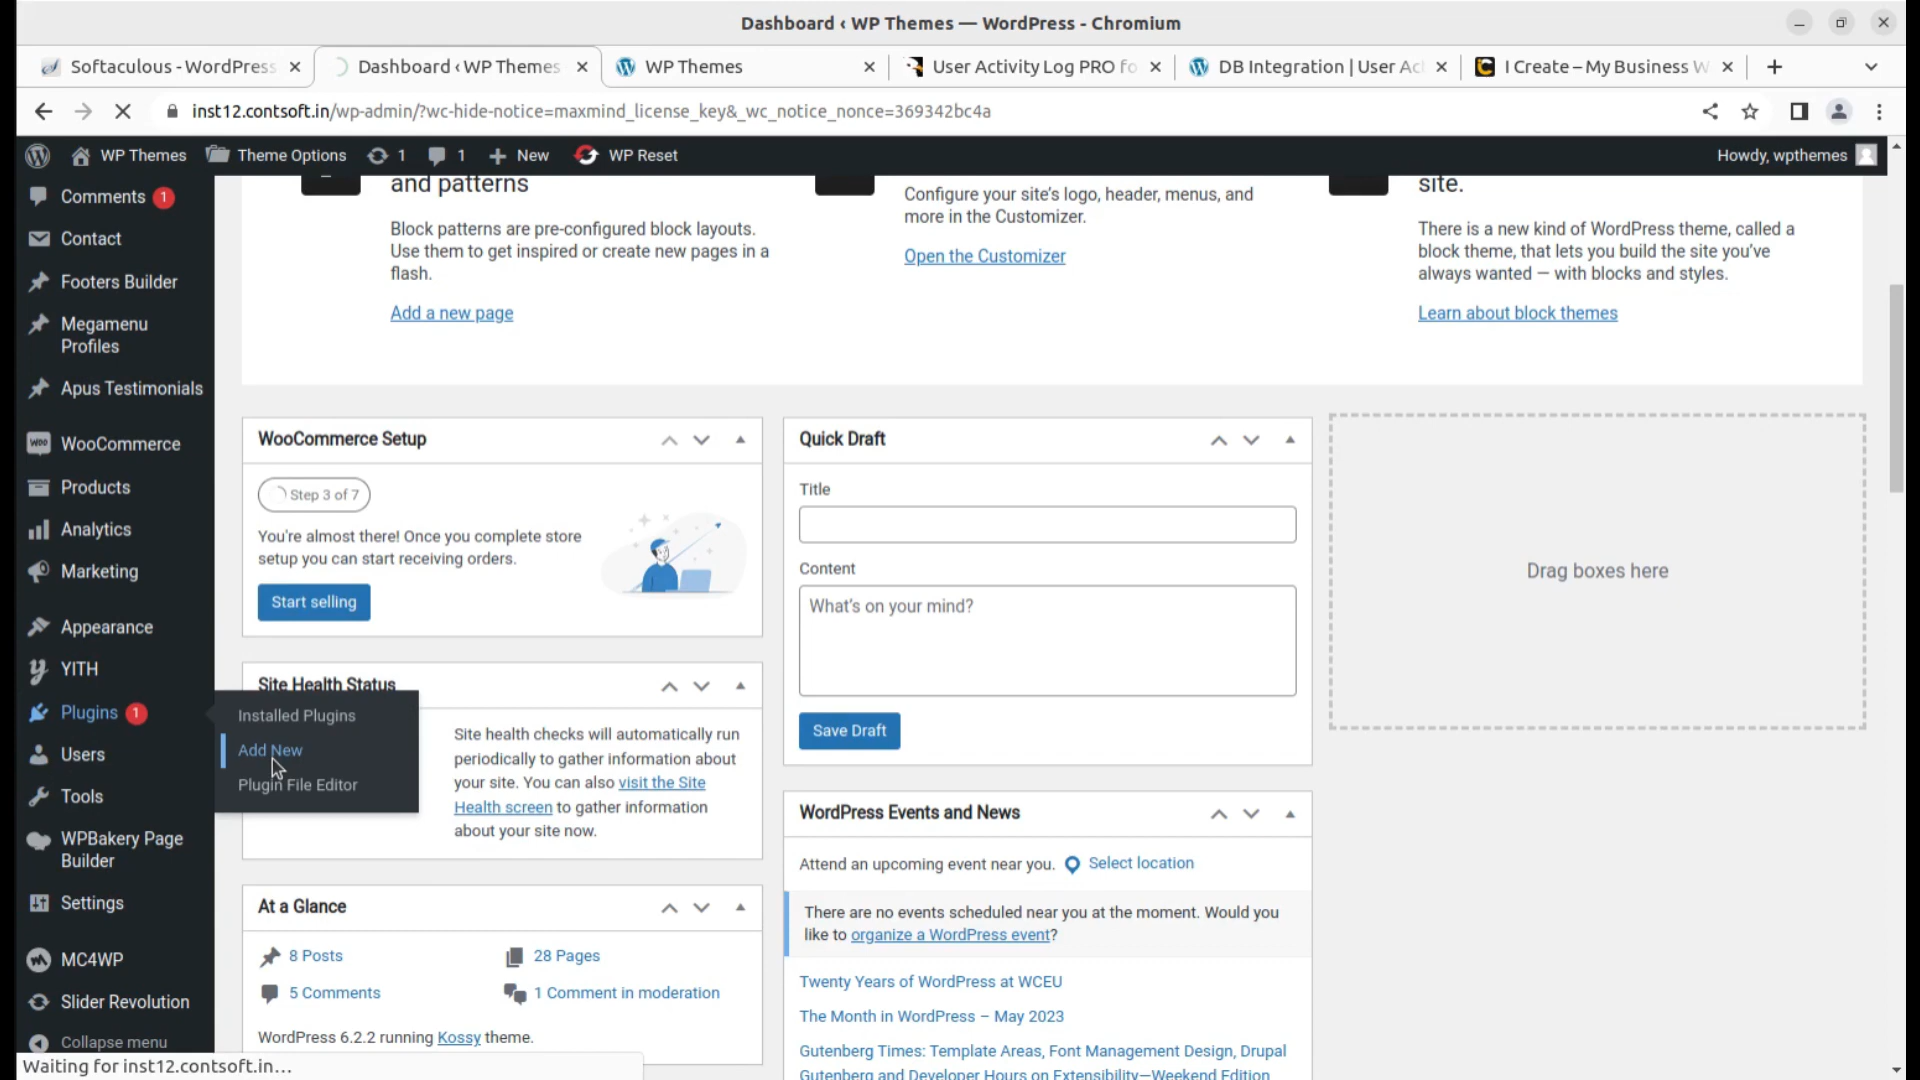 Dashboard ‹ WP Themes — WordPress - Chromium
Softaculous - WordPress
Dashboard ‹ WP Themes
WP Themes
User Activity Log PRO fo
DB Integration | User Act
I Create – My Business W
inst12.contsoft.in/wp-admin/?wc-hide-notice=maxmind_license_key&_wc_notice_nonce=369342bc4a
WP Themes
Theme Options
1
1
New
WP Reset
Howdy, wpthemes
Comments 1
Contact
Footers Builder
Megamenu
Profiles
Apus Testimonials
WooCommerce
Products
Analytics
Marketing
Appearance
YITH
Plugins 1
Users
Tools
WPBakery Page
Builder
Settings
MC4WP
Slider Revolution
Collapse menu
Installed Plugins
Add New
Plugin File Editor
and patterns
Block patterns are pre-configured block layouts.
Use them to get inspired or create new pages in a
flash.
Add a new page
Configure your site's logo, header, menus, and
more in the Customizer.
Open the Customizer
site.
There is a new kind of WordPress theme, called a
block theme, that lets you build the site you've
always wanted — with blocks and styles.
Learn about block themes
WooCommerce Setup
Step 3 of 7
You're almost there! Once you complete store
setup you can start receiving orders.
Start selling
Site Health Status
Site health checks will automatically run
periodically to gather information about
your site. You can also visit the Site
Health screen to gather information
about your site now.
At a Glance
8 Posts
28 Pages
5 Comments
1 Comment in moderation
WordPress 6.2.2 running Kossy theme.
Quick Draft
Title
Content
What's on your mind?
Save Draft
WordPress Events and News
Attend an upcoming event near you.
Select location
There are no events scheduled near you at the moment. Would you
like to organize a WordPress event?
Twenty Years of WordPress at WCEU
The Month in WordPress – May 2023
Gutenberg Times: Template Areas, Font Management Design, Drupal
Gutenberg and Developer Hours on Extensibility—Weekend Edition
Drag boxes here
Waiting for inst12.contsoft.in...